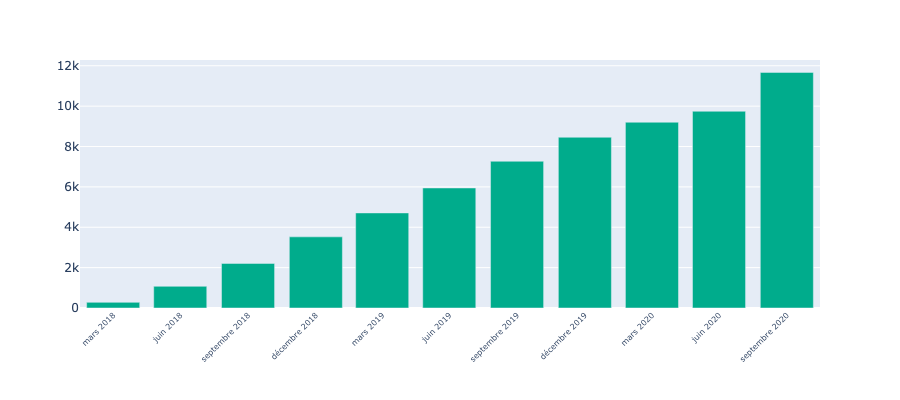 12k
10k
8k
6k
4k
2k
0
mars 2018
juin 2018
septembre 2018
décembre 2018
mars 2019
juin 2019
septembre 2019
décembre 2019
mars 2020
juin 2020
septembre 2020